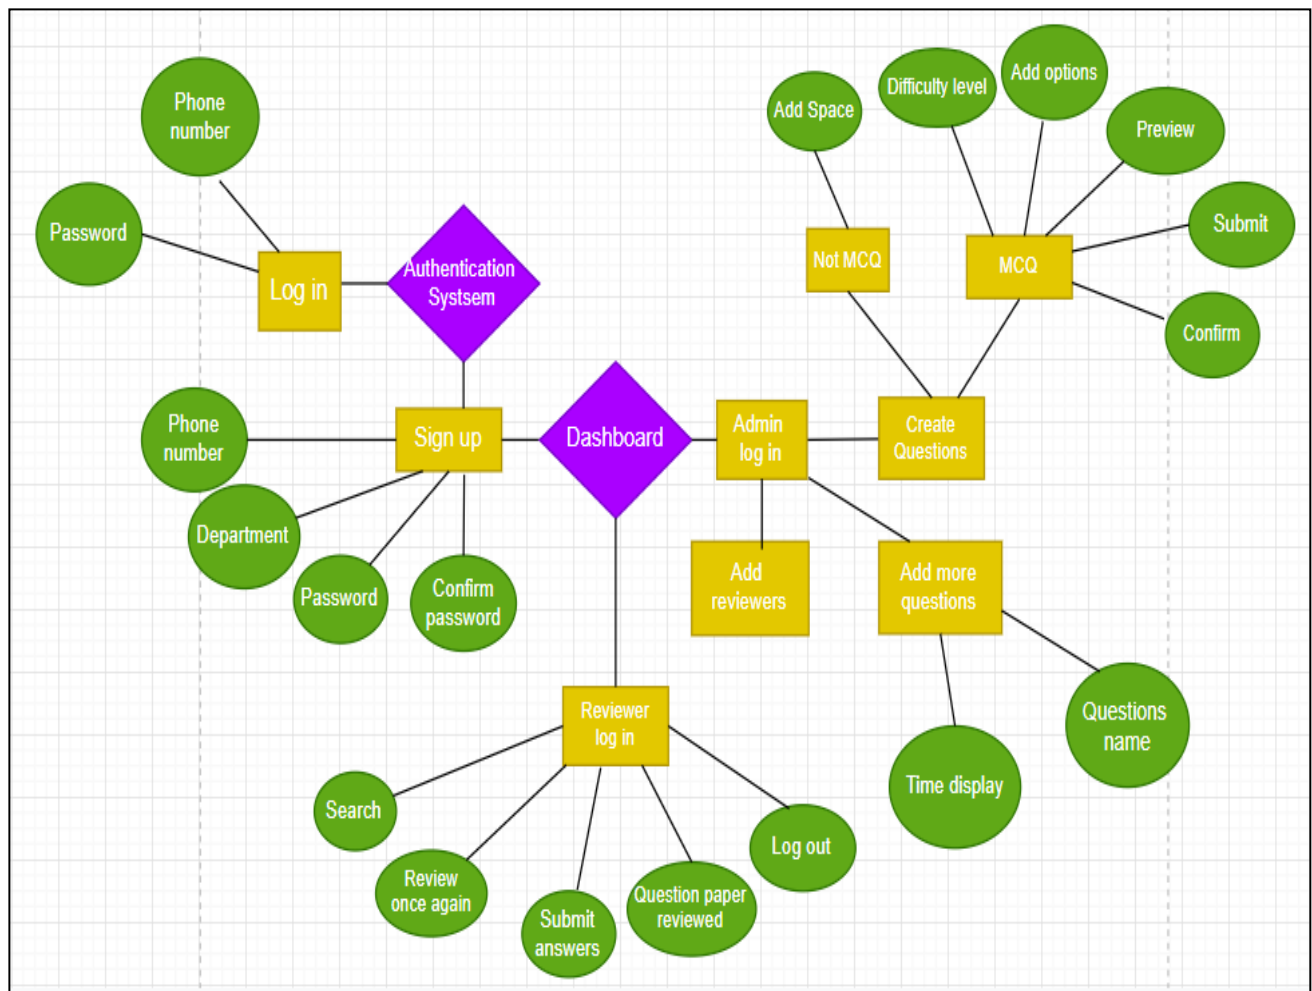 Phone
number
Password
Log in
Authentication
Systsem
Add Space
Difficulty level
Add options
Preview
Submit
Confirm
Not MCQ
MCQ
Phone
number
Department
Password
Confirm
password
Sign up
Dashboard
Admin
log in
Create
Questions
Add
reviewers
Add more
questions
Time display
Questions
name
Reviewer
log in
Search
Review
once again
Submit
answers
Question paper
reviewed
Log out